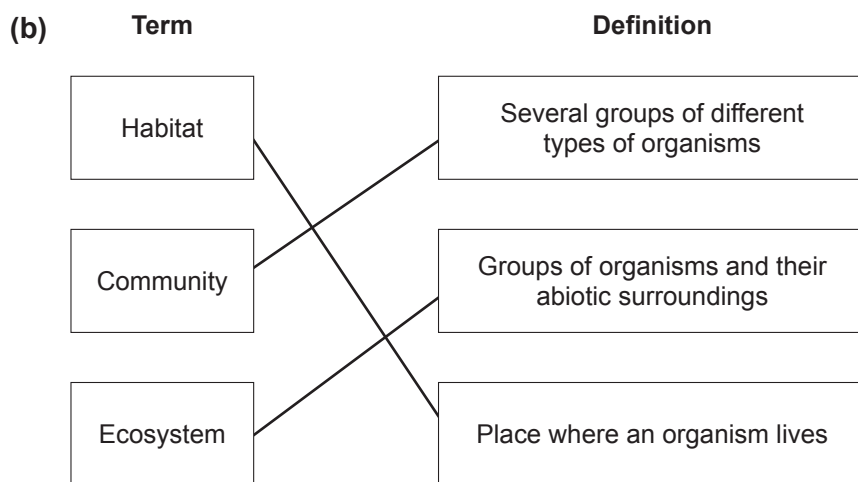 (b) Term Definition
Habitat
Several groups of different
types of organisms
Community
Groups of organisms and their
abiotic surroundings
Ecosystem
Place where an organism lives